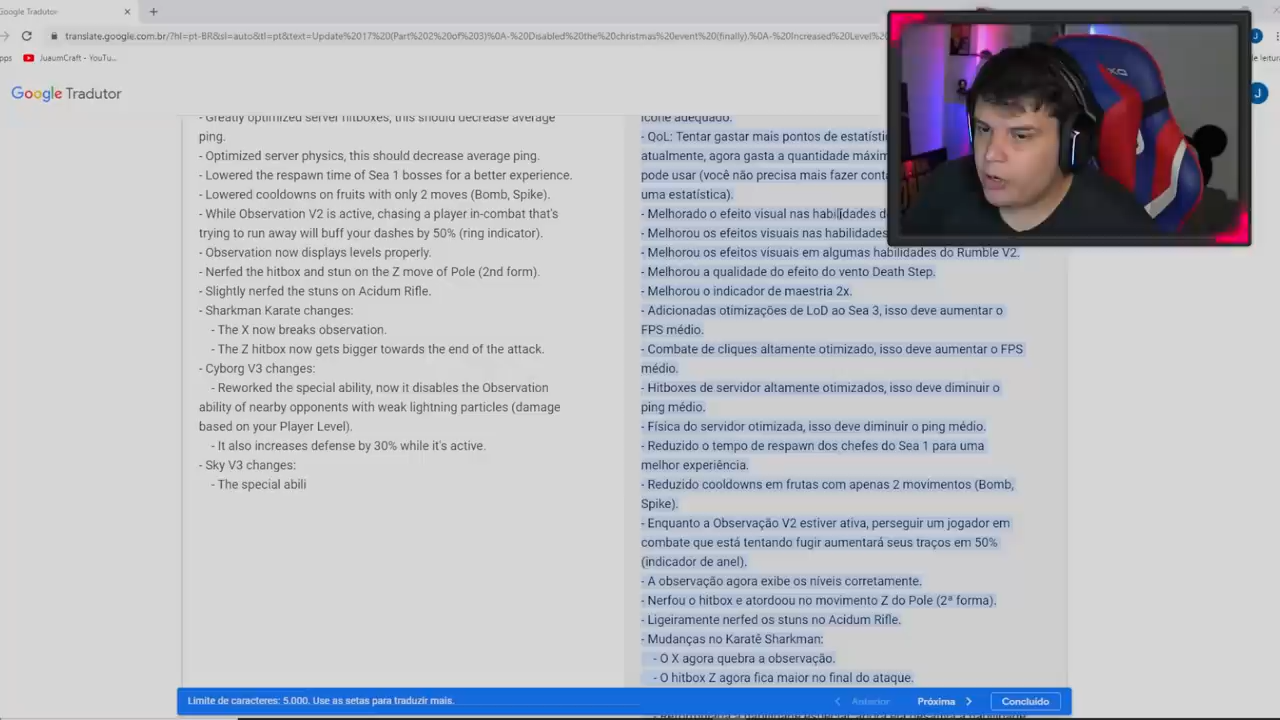 Google Tradutor
translate.google.com.br/?hl=pt-BR&sl=auto&tl=pt&text=Update%2017%20(Part%202%20of%203)%0A-%20Disabled%20the%20christmas%20event%20(finally).%0A-%20Increased%20Level%20
JuaumCraft - YouTu...
Google Tradutor
J
- Greatly optimized server hitboxes, this should decrease average
ping.
- Optimized server physics, this should decrease average ping.
- Lowered the respawn time of Sea 1 bosses for a better experience.
- Lowered cooldowns on fruits with only 2 moves (Bomb, Spike).
- While Observation V2 is active, chasing a player in-combat that's
trying to run away will buff your dashes by 50% (ring indicator).
- Observation now displays levels properly.
- Nerfed the hitbox and stun on the Z move of Pole (2nd form).
- Slightly nerfed the stuns on Acidum Rifle.
- Sharkman Karate changes:
- The X now breaks observation.
- The Z hitbox now gets bigger towards the end of the attack.
- Cyborg V3 changes:
- Reworked the special ability, now it disables the Observation
ability of nearby opponents with weak lightning particles (damage
based on your Player Level).
- It also increases defense by 30% while it's active.
- Sky V3 changes:
- The special abili
ícone adequado.
- QoL: Tentar gastar mais pontos de estatísti
atualmente, agora gasta a quantidade máxim
pode usar (você não precisa mais fazer conta
uma estatística).
- Melhorado o efeito visual nas habilidades d
- Melhorou os efeitos visuais nas habilidades
- Melhorou os efeitos visuais em algumas habilidades do Rumble V2.
- Melhorou a qualidade do efeito do vento Death Step.
- Melhorou o indicador de maestria 2x.
- Adicionadas otimizações de LoD ao Sea 3, isso deve aumentar o
FPS médio.
- Combate de cliques altamente otimizado, isso deve aumentar o FPS
médio.
- Hitboxes de servidor altamente otimizados, isso deve diminuir o
ping médio.
- Física do servidor otimizada, isso deve diminuir o ping médio.
- Reduzido o tempo de respawn dos chefes do Sea 1 para uma
melhor experiência.
- Reduzido cooldowns em frutas com apenas 2 movimentos (Bomb,
Spike).
- Enquanto a Observação V2 estiver ativa, perseguir um jogador em
combate que está tentando fugir aumentará seus traços em 50%
(indicador de anel).
- A observação agora exibe os níveis corretamente.
- Nerfou o hitbox e atordoou no movimento Z do Pole (2ª forma).
- Ligeiramente nerfed os stuns no Acidum Rifle.
- Mudanças no Karatê Sharkman:
- O X agora quebra a observação.
- O hitbox Z agora fica maior no final do ataque.
Limite de caracteres: 5.000. Use as setas para traduzir mais.
Anterior
Próxima
Concluído